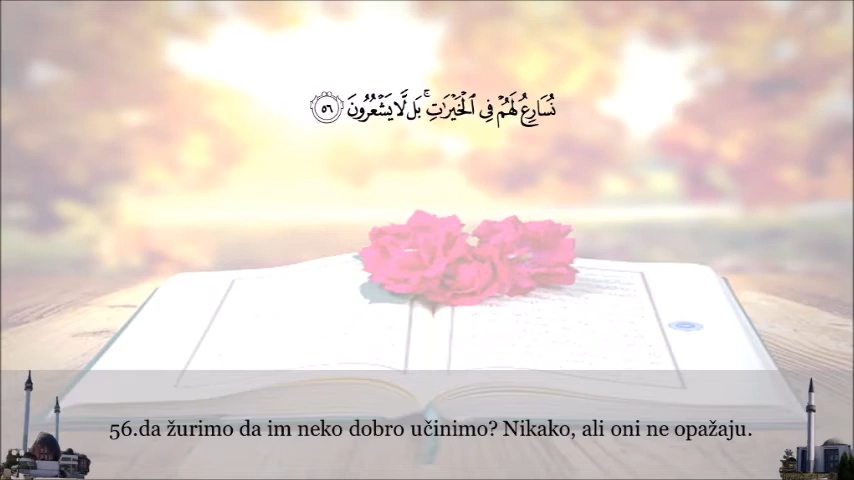 نُسَارِعُ لَهُمْ فِي ٱلْخَيْرَٰتِ ۚ بَل لَّا يَشْعُرُونَ ٥٦
56.da žurimo da im neko dobro učinimo? Nikako, ali oni ne opažaju.